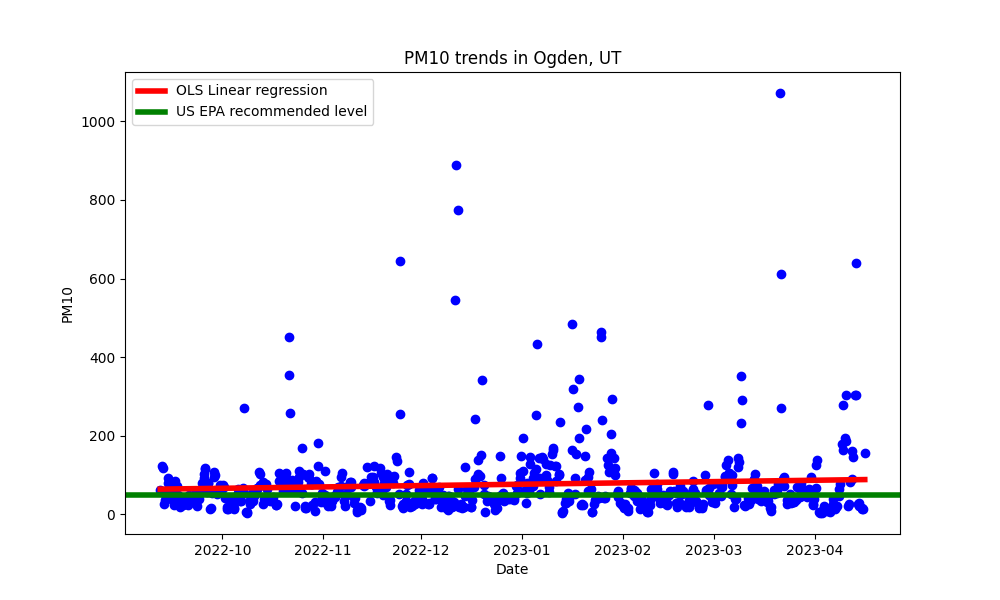 PM10 trends in Ogden, UT
OLS Linear regression
US EPA recommended level
PM10
1000
800
600
400
200
0
2022-10 2022-11 2022-12 2023-01 2023-02 2023-03 2023-04
Date